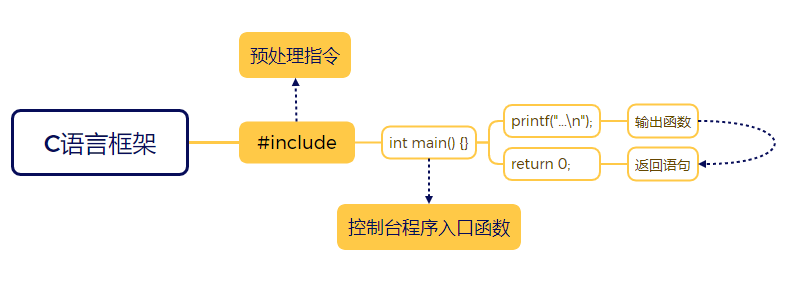 预处理指令
C语言框架
#include
int main() {}
printf("...\n");
输出函数
return 0;
返回语句
控制台程序入口函数